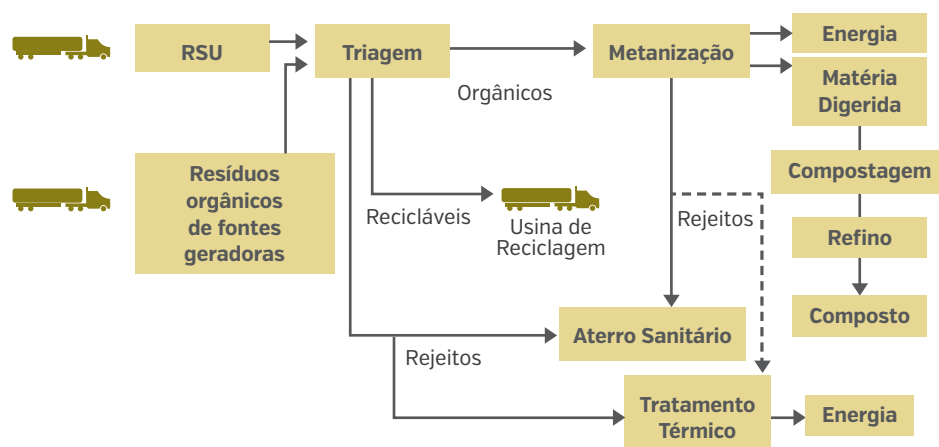 RSU
Triagem
Metanização
Energia
Orgânicos
Matéria
Digerida
Resíduos
orgânicos
de fontes
geradoras
Compostagem
Recicláveis
Usina de
Reciclagem
Rejeitos
Refino
Composto
Aterro Sanitário
Rejeitos
Tratamento
Térmico
Energia